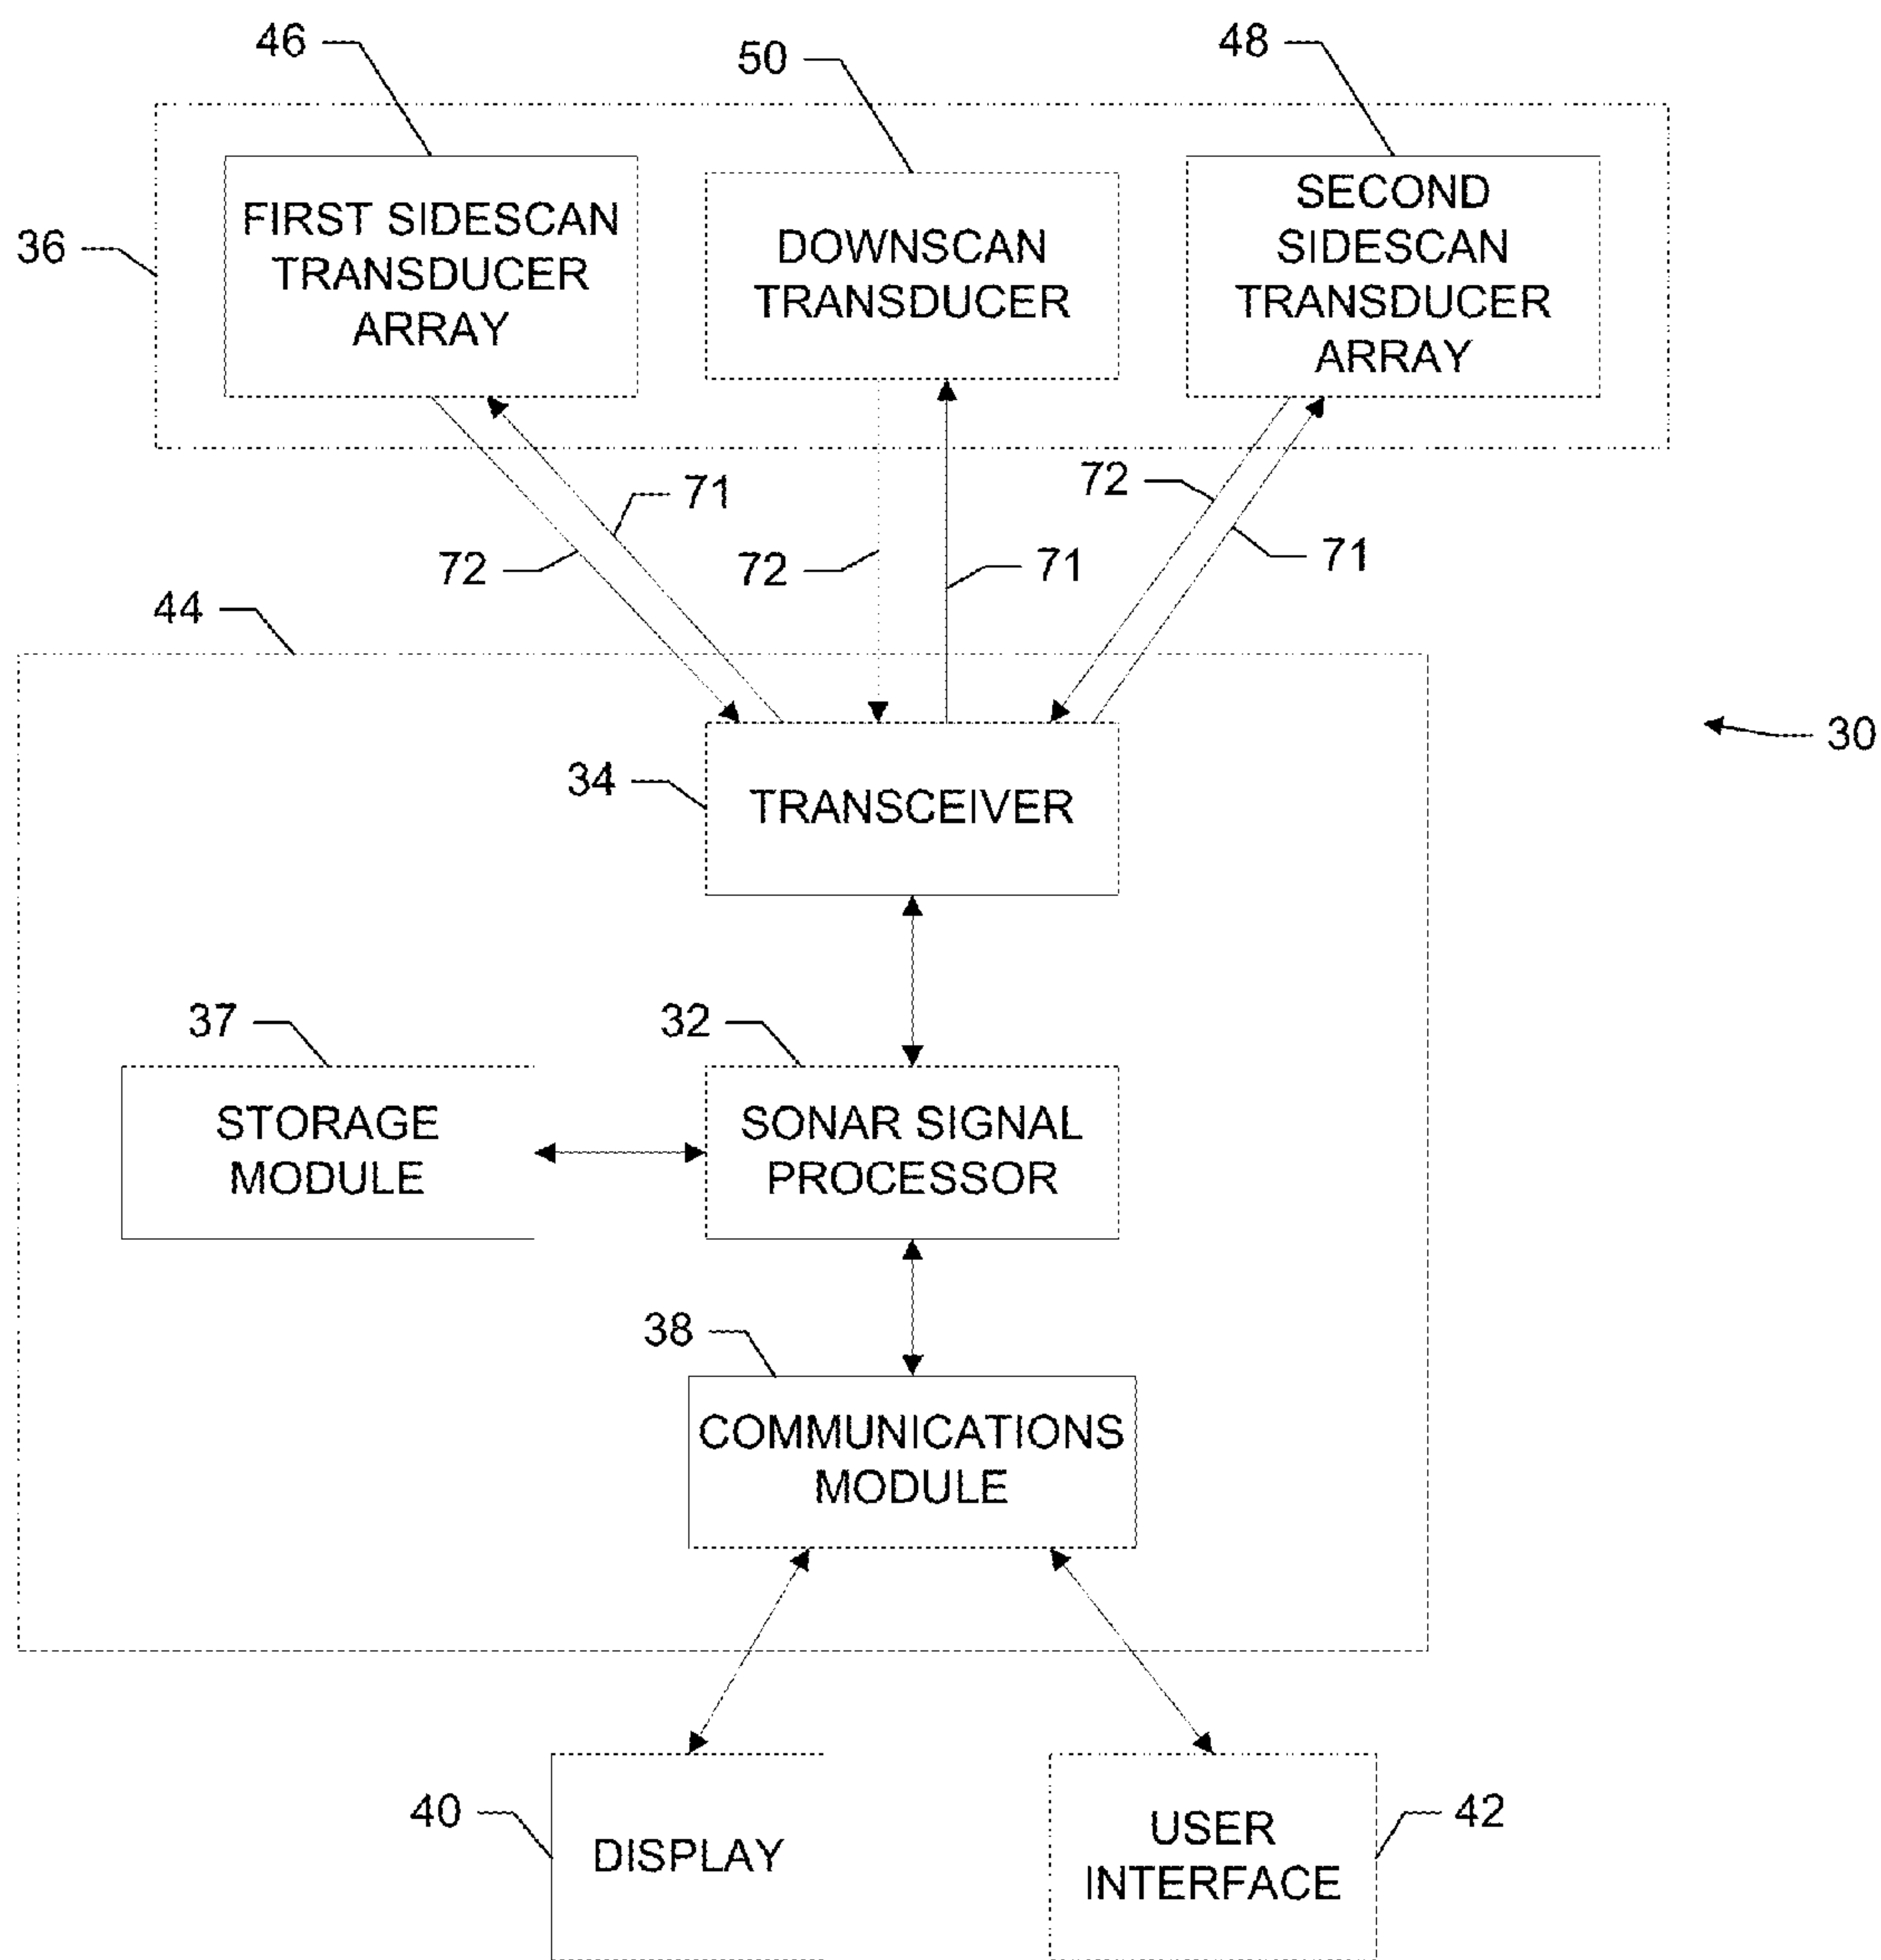 46
50
48
36
FIRST SIDESCAN
TRANSDUCER
ARRAY
DOWNSCAN
TRANSDUCER
SECOND
SIDESCAN
TRANSDUCER
ARRAY
71
72
72
71
72
71
44
34
TRANSCEIVER
30
37
32
STORAGE
MODULE
SONAR SIGNAL
PROCESSOR
38
COMMUNICATIONS
MODULE
40
DISPLAY
USER
INTERFACE
42